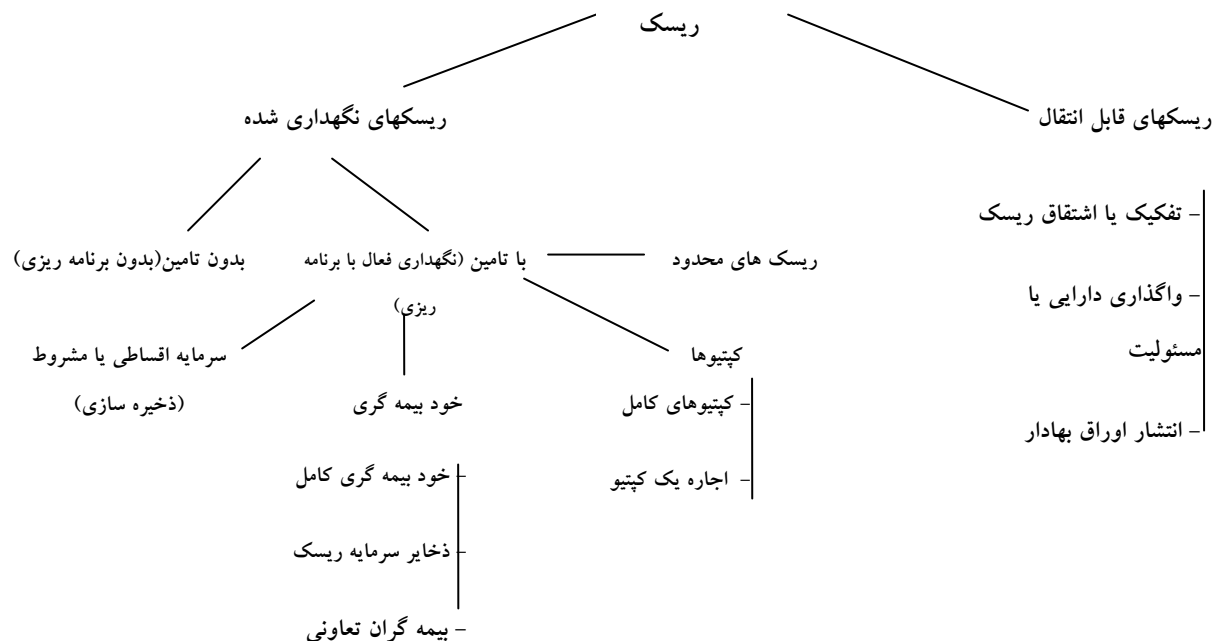 ریسک
ریسکهای قابل انتقال
ریسکهای نگهداری شده
– تفکیک یا اشتقاق ریسک
– واگذاری دارایی یا
مسئولیت
– انتشار اوراق بهادار
ریسک های محدود
با تامین (نگهداری فعال با برنامه
ریزی)
بدون تامین(بدون برنامه ریزی)
کپتیوها
– کپتیوهای کامل
– اجاره یک کپتیو
خود بیمه گری
– خود بیمه گری کامل
– ذخایر سرمایه ریسک
– بیمه گران تعاونی
سرمایه اقساطی یا مشروط
(ذخیره سازی)